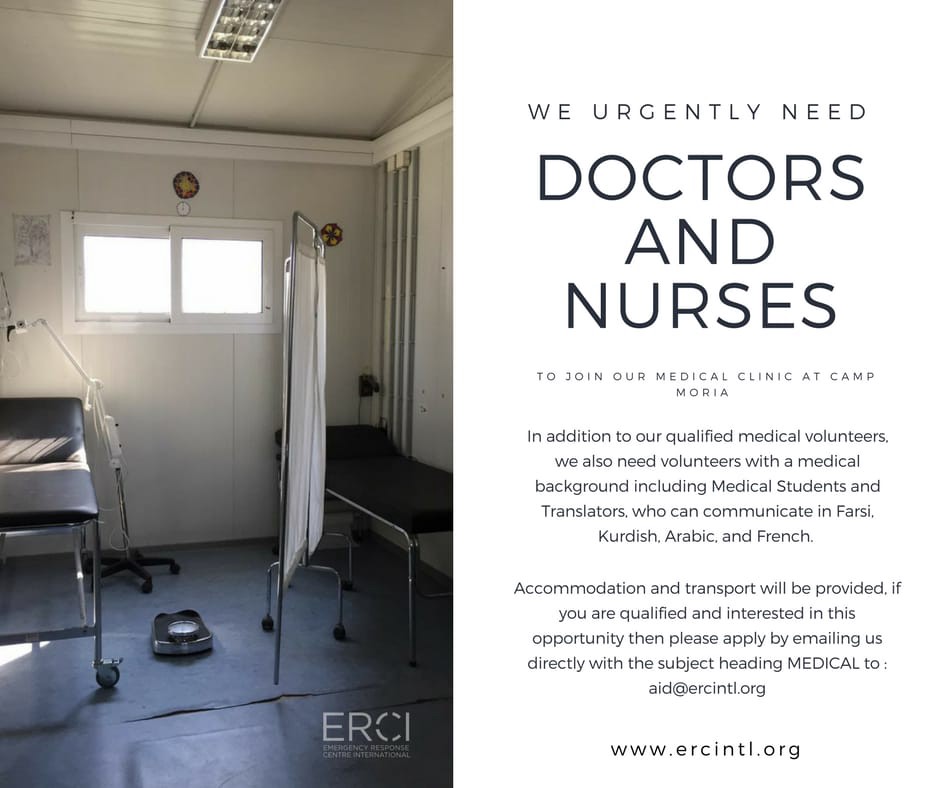 WE URGENTLY NEED
DOCTORS
AND
NURSES
TO JOIN OUR MEDICAL CLINIC AT CAMP
MORIA
In addition to our qualified medical volunteers,
we also need volunteers with a medical
background including Medical Students and
Translators, who can communicate in Farsi,
Kurdish, Arabic, and French.
Accommodation and transport will be provided, if
you are qualified and interested in this
opportunity then please apply by emailing us
directly with the subject heading MEDICAL to :
aid@ercintl.org
www.ercintl.org
ERCI
EMERGENCY RESPONSE
CENTRE INTERNATIONAL